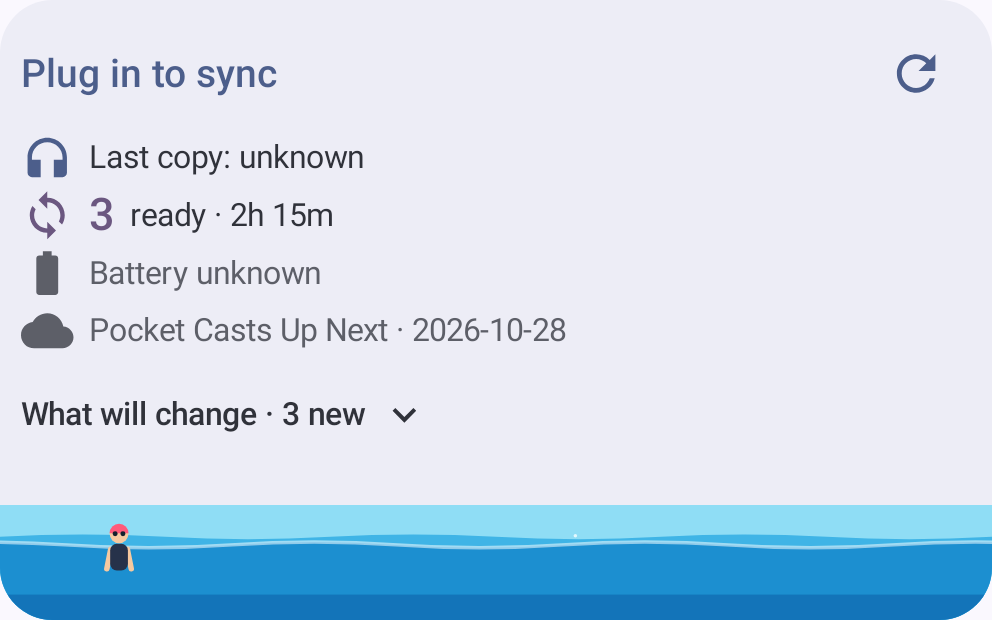 Plug in to sync
Last copy: unknown
3 ready · 2h 15m
Battery unknown
Pocket Casts Up Next · 2026-10-28
What will change · 3 new